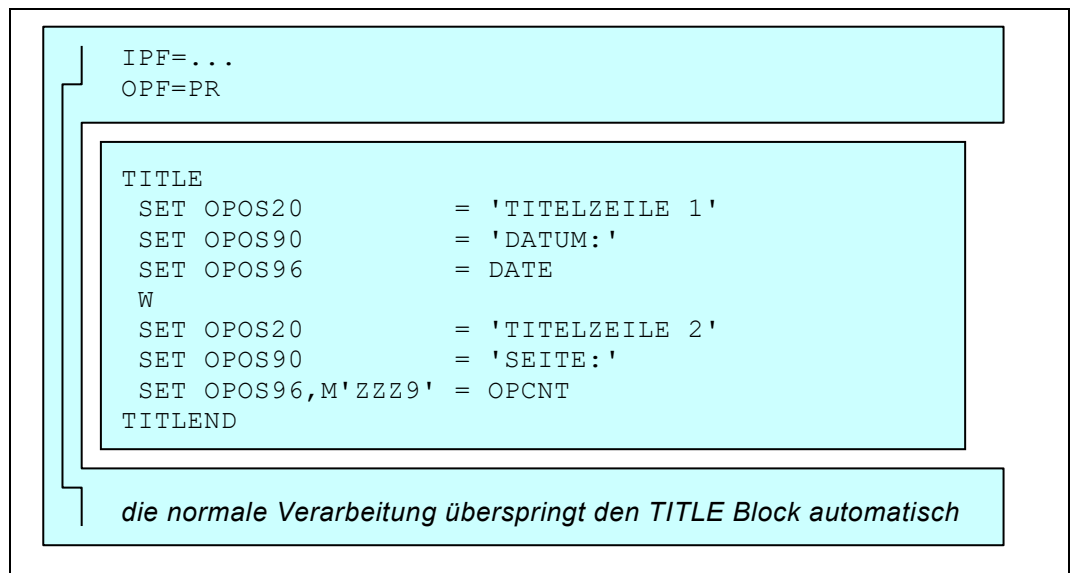 IPF=...
OPF=PR
TITLE
SET OPOS20 = 'TITELZEILE 1'
SET OPOS90 = 'DATUM:'
SET OPOS96 = DATE
W
SET OPOS20 = 'TITELZEILE 2'
SET OPOS90 = 'SEITE:'
SET OPOS96,M'ZZZ9' = OPCNT
TITLEND
die normale Verarbeitung überspringt den TITLE Block automatisch